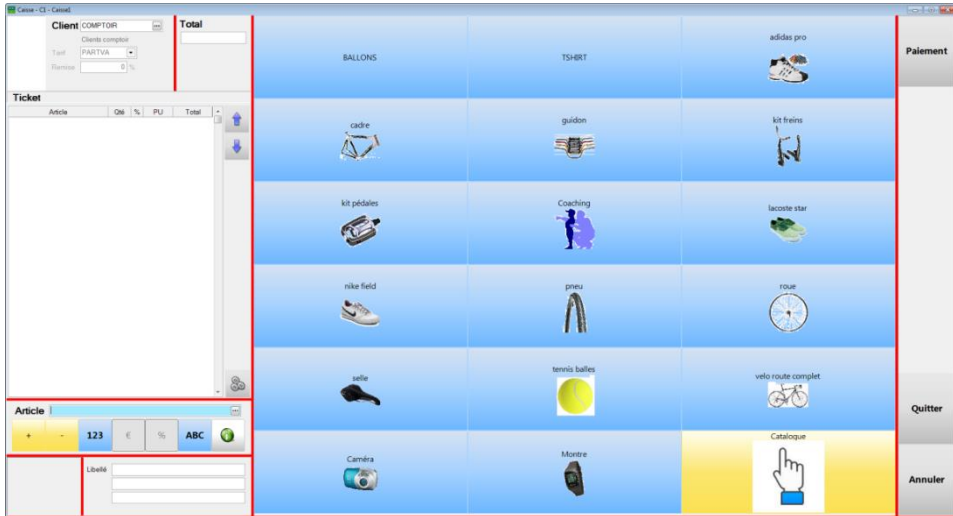 Caisse - C1 - Caisse1
Client COMPTOIR ...
Clients comptoir
Tarif PARTVA
Remise 0 %
Total
Ticket
Article Qté % PU Total
Article ...
+ - 123 € % ABC
Libellé
BALLONS TSHIRT adidas pro
cadre guidon kit freins
kit pédales Coaching lacoste star
nike field pneu roue
selle tennis balles velo route complet
Caméra Montre Catalogue
Paiement
Quitter
Annuler